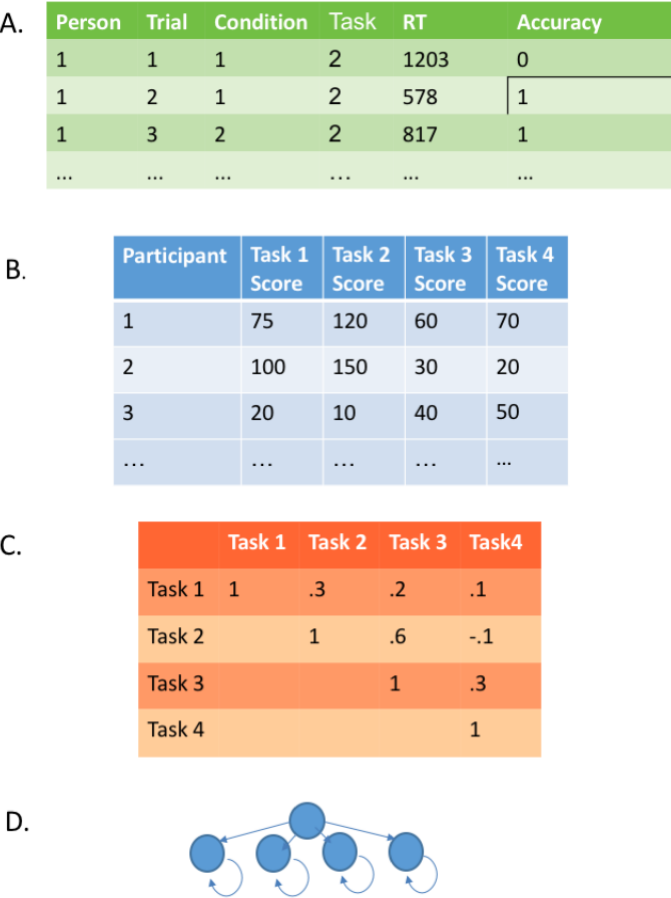 A.
Person Trial Condition Task RT Accuracy
1 1 1 2 1203 0
1 2 1 2 578 1
1 3 2 2 817 1
... ... ... ... ... ...
B.
Participant Task 1 Score Task 2 Score Task 3 Score Task 4 Score
1 75 120 60 70
2 100 150 30 20
3 20 10 40 50
... ... ... ... ...
C.
Task 1 Task 2 Task 3 Task4
Task 1 1 .3 .2 .1
Task 2 1 .6 -.1
Task 3 1 .3
Task 4 1
D.